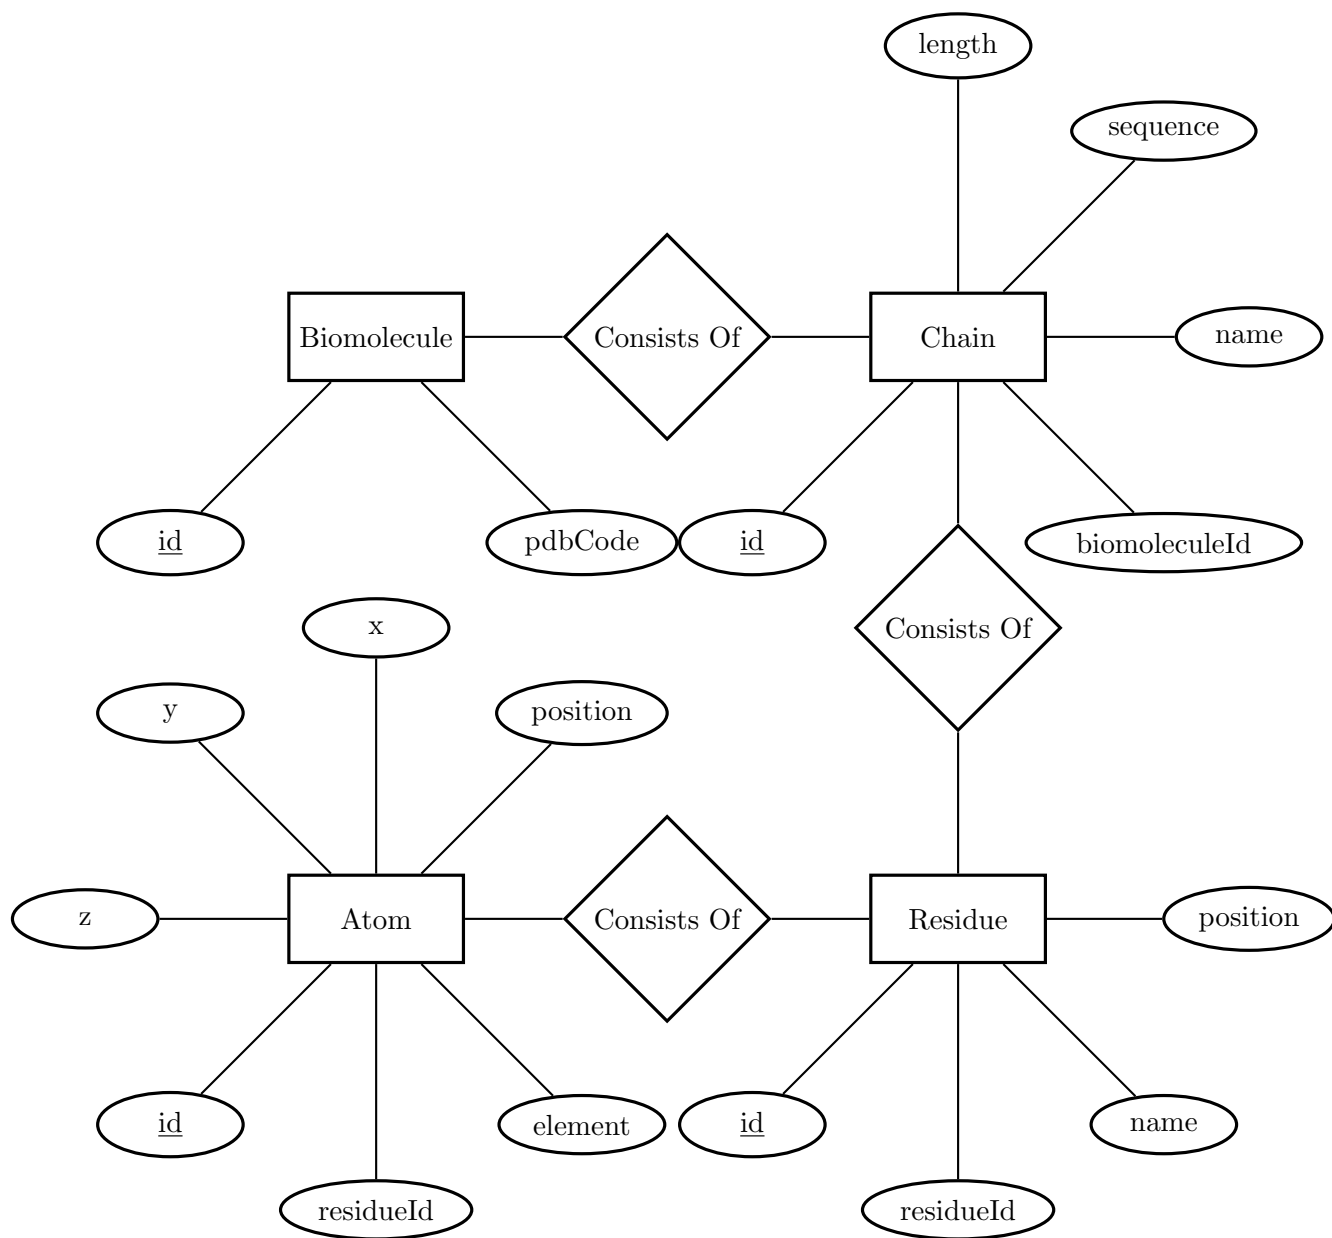 length
sequence
Biomolecule
Consists Of
Chain
name
id
pdbCode
id
biomoleculeId
x
Consists Of
y
position
z
Atom
Consists Of
Residue
position
id
element
id
name
residueId
residueId